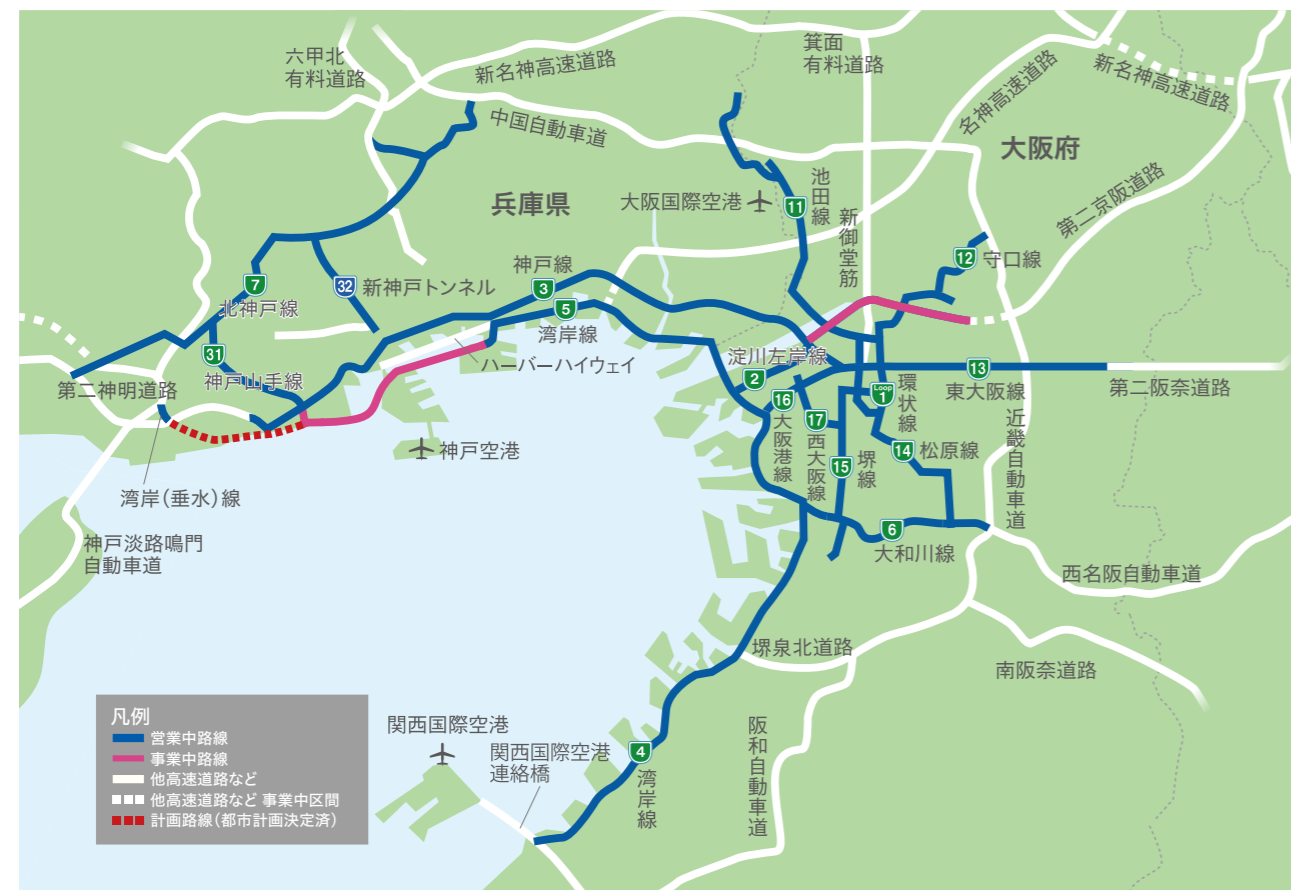 六甲北
有料道路
新名神高速道路
中国自動車道
箕面
有料道路
名神高速道路
新名神高速道路
大阪府
兵庫県
大阪国際空港
11
池田線
新御堂筋
第二京阪道路
12
守口線
7
北神戸線
32
新神戸トンネル
神戸線
3
5
湾岸線
ハーバーハイウェイ
31
神戸山手線
第二神明道路
淀川左岸線
2
16
大阪港線
17
西大阪線
Loop
1
環状線
13
東大阪線
第二阪奈道路
近畿自動車道
14
松原線
15
堺線
神戸空港
湾岸(垂水)線
神戸淡路鳴門
自動車道
6
大和川線
西名阪自動車道
堺泉北道路
南阪奈道路
阪和自動車道
関西国際空港
関西国際空港
連絡橋
4
湾岸線
凡例
営業中路線
事業中路線
他高速道路など
他高速道路など 事業中区間
計画路線(都市計画決定済)